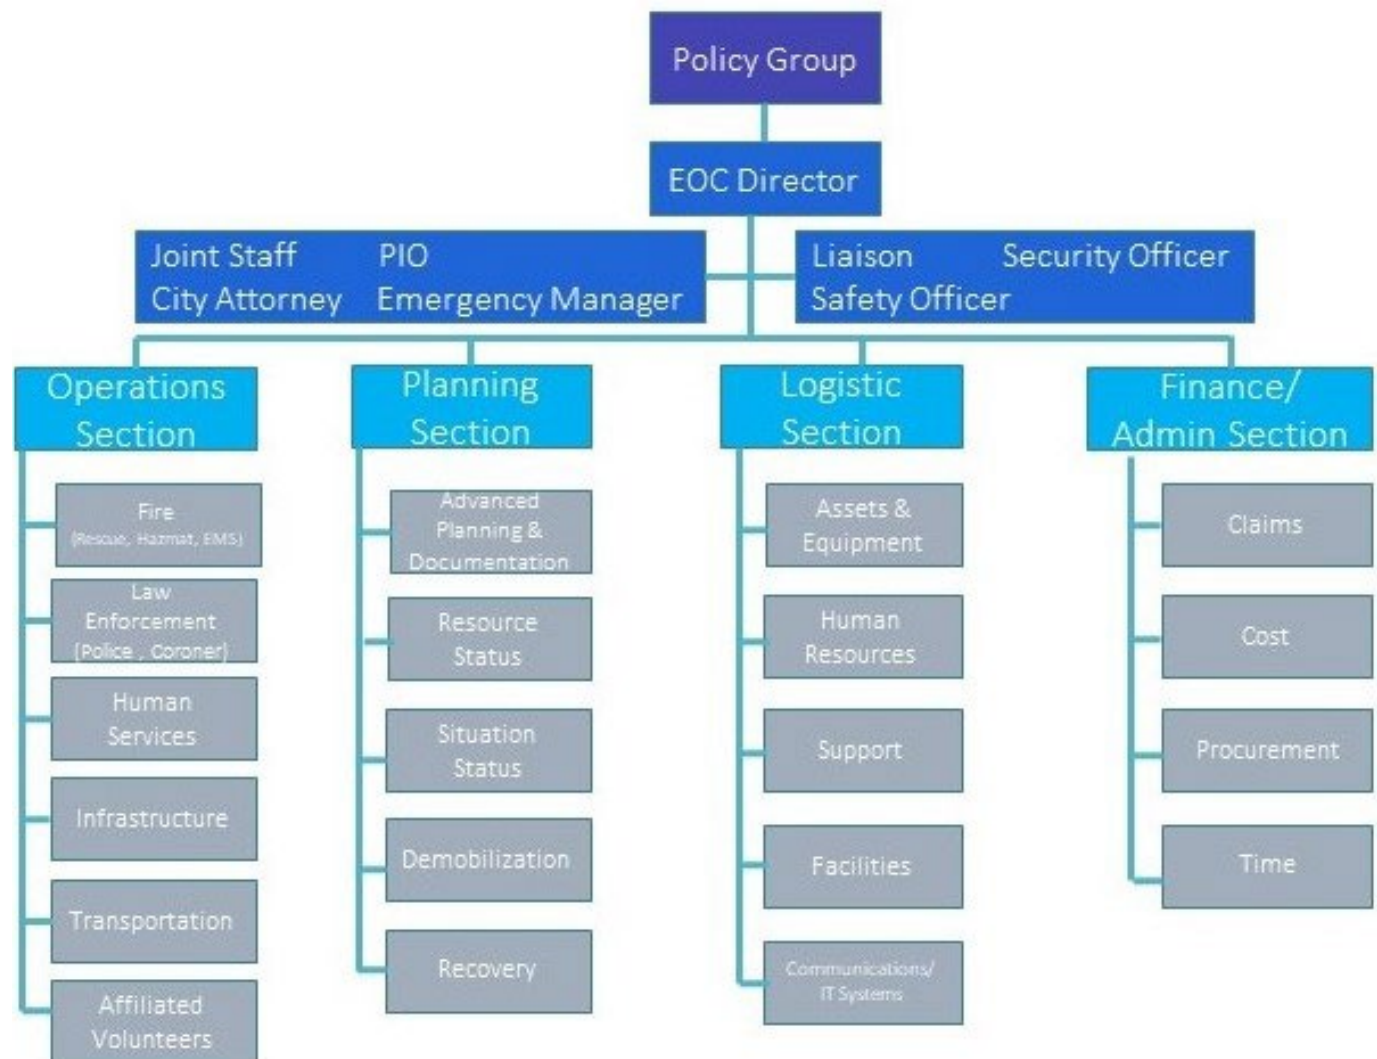 Policy Group
EOC Director
Joint Staff PIO
City Attorney Emergency Manager
Liaison Security Officer
Safety Officer
Operations
Section
Fire
(Rescue, Hazmat, EMS)
Law
Enforcement
(Police , Coroner)
Human
Services
Infrastructure
Transportation
Affiliated
Volunteers
Planning
Section
Advanced
Planning &
Documentation
Resource
Status
Situation
Status
Demobilization
Recovery
Logistic
Section
Assets &
Equipment
Human
Resources
Support
Facilities
Communications/
IT Systems
Finance/
Admin Section
Claims
Cost
Procurement
Time